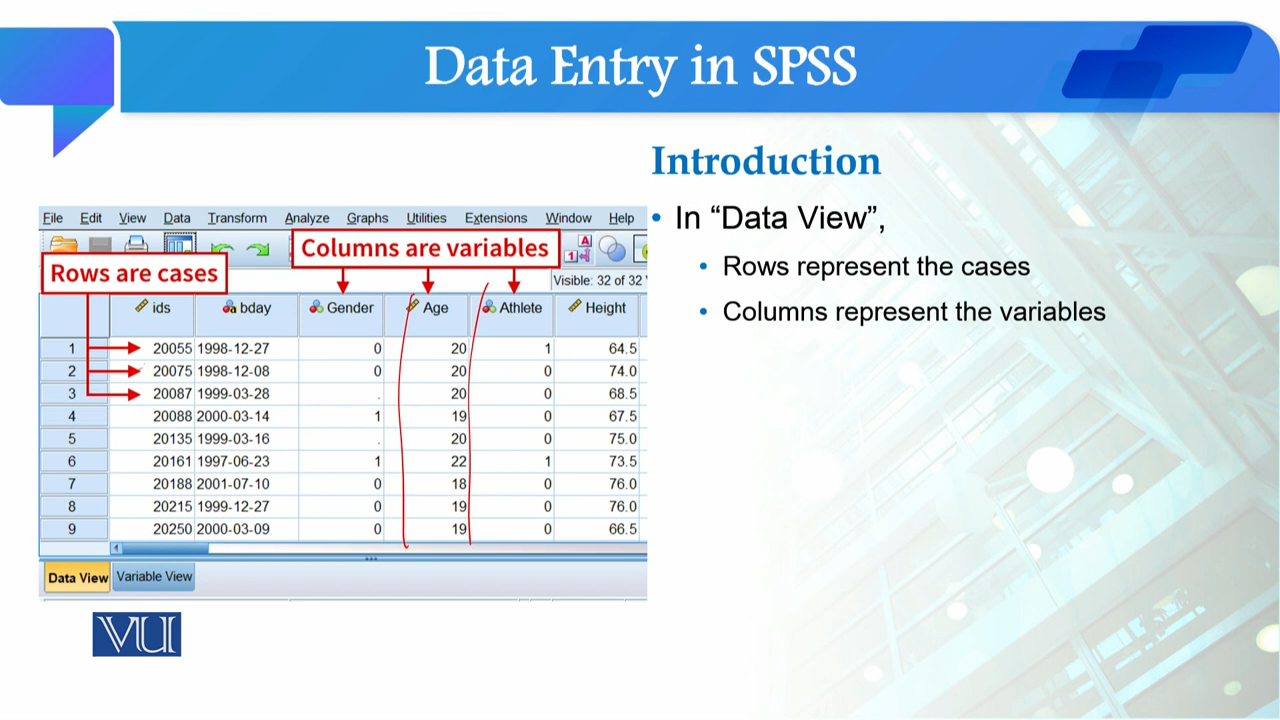 Data Entry in SPSS
Introduction
• In “Data View”,
• Rows represent the cases
• Columns represent the variables
File Edit View Data Transform Analyze Graphs Utilities Extensions Window Help
Columns are variables
Rows are cases
Visible: 32 of 32
ids bday Gender Age Athlete Height
1 20055 1998-12-27 0 20 1 64.5
2 20075 1998-12-08 0 20 0 74.0
3 20087 1999-03-28 . 20 0 68.5
4 20088 2000-03-14 1 19 0 67.5
5 20135 1999-03-16 . 20 0 75.0
6 20161 1997-06-23 1 22 1 73.5
7 20188 2001-07-10 0 18 0 76.0
8 20215 1999-12-27 0 19 0 76.0
9 20250 2000-03-09 0 19 0 66.5
Data View Variable View
VU